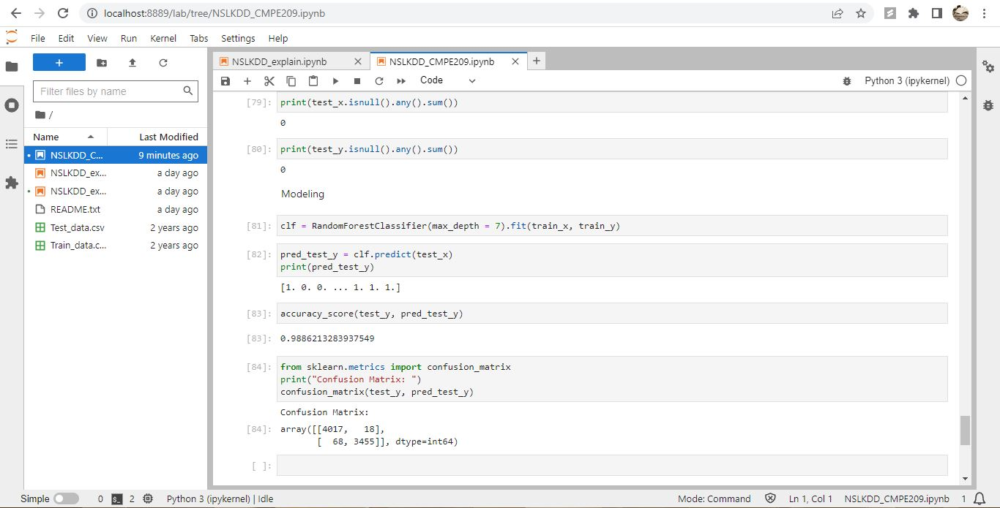 localhost:8889/lab/tree/NSLKDD_CMPE209.ipynb
File Edit View Run Kernel Tabs Settings Help
+
Filter files by name
/
Name Last Modified
NSLKDD_C... 9 minutes ago
NSLKDD_ex... a day ago
NSLKDD_ex... a day ago
README.txt a day ago
Test_data.csv 2 years ago
Train_data.c... 2 years ago
NSLKDD_explain.ipynb NSLKDD_CMPE209.ipynb
Code Python 3 (ipykernel)
[79]: print(test_x.isnull().any().sum())
0
[80]: print(test_y.isnull().any().sum())
0
Modeling
[81]: clf = RandomForestClassifier(max_depth = 7).fit(train_x, train_y)
[82]: pred_test_y = clf.predict(test_x)
print(pred_test_y)
[1. 0. 0. ... 1. 1. 1.]
[83]: accuracy_score(test_y, pred_test_y)
[83]: 0.9886213283937549
[84]: from sklearn.metrics import confusion_matrix
print("Confusion Matrix: ")
confusion_matrix(test_y, pred_test_y)
Confusion Matrix:
[84]: array([[4017, 18],
[ 68, 3455]], dtype=int64)
[ ]:
Simple 0 $_ 2 Python 3 (ipykernel) | Idle Mode: Command Ln 1, Col 1 NSLKDD_CMPE209.ipynb 1